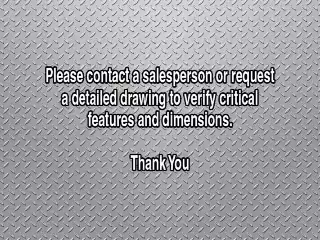 Please contact a salesperson or request
a detailed drawing to verify critical
features and dimensions.
Thank You